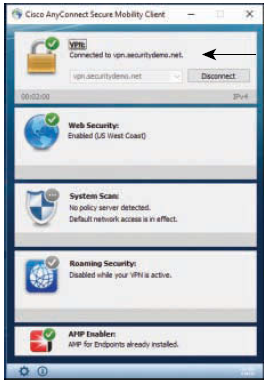 Cisco AnyConnect Secure Mobility Client
VPN:
Connected to vpn.securitydemo.net.
vpn.securitydemo.net
Disconnect
00:02:00
IPv4
Web Security:
Enabled (US West Coast)
System Scan:
No policy server detected.
Default network access is in effect.
Roaming Security:
Disabled while your VPN is active.
AMP Enabler:
AMP for Endpoints already installed.